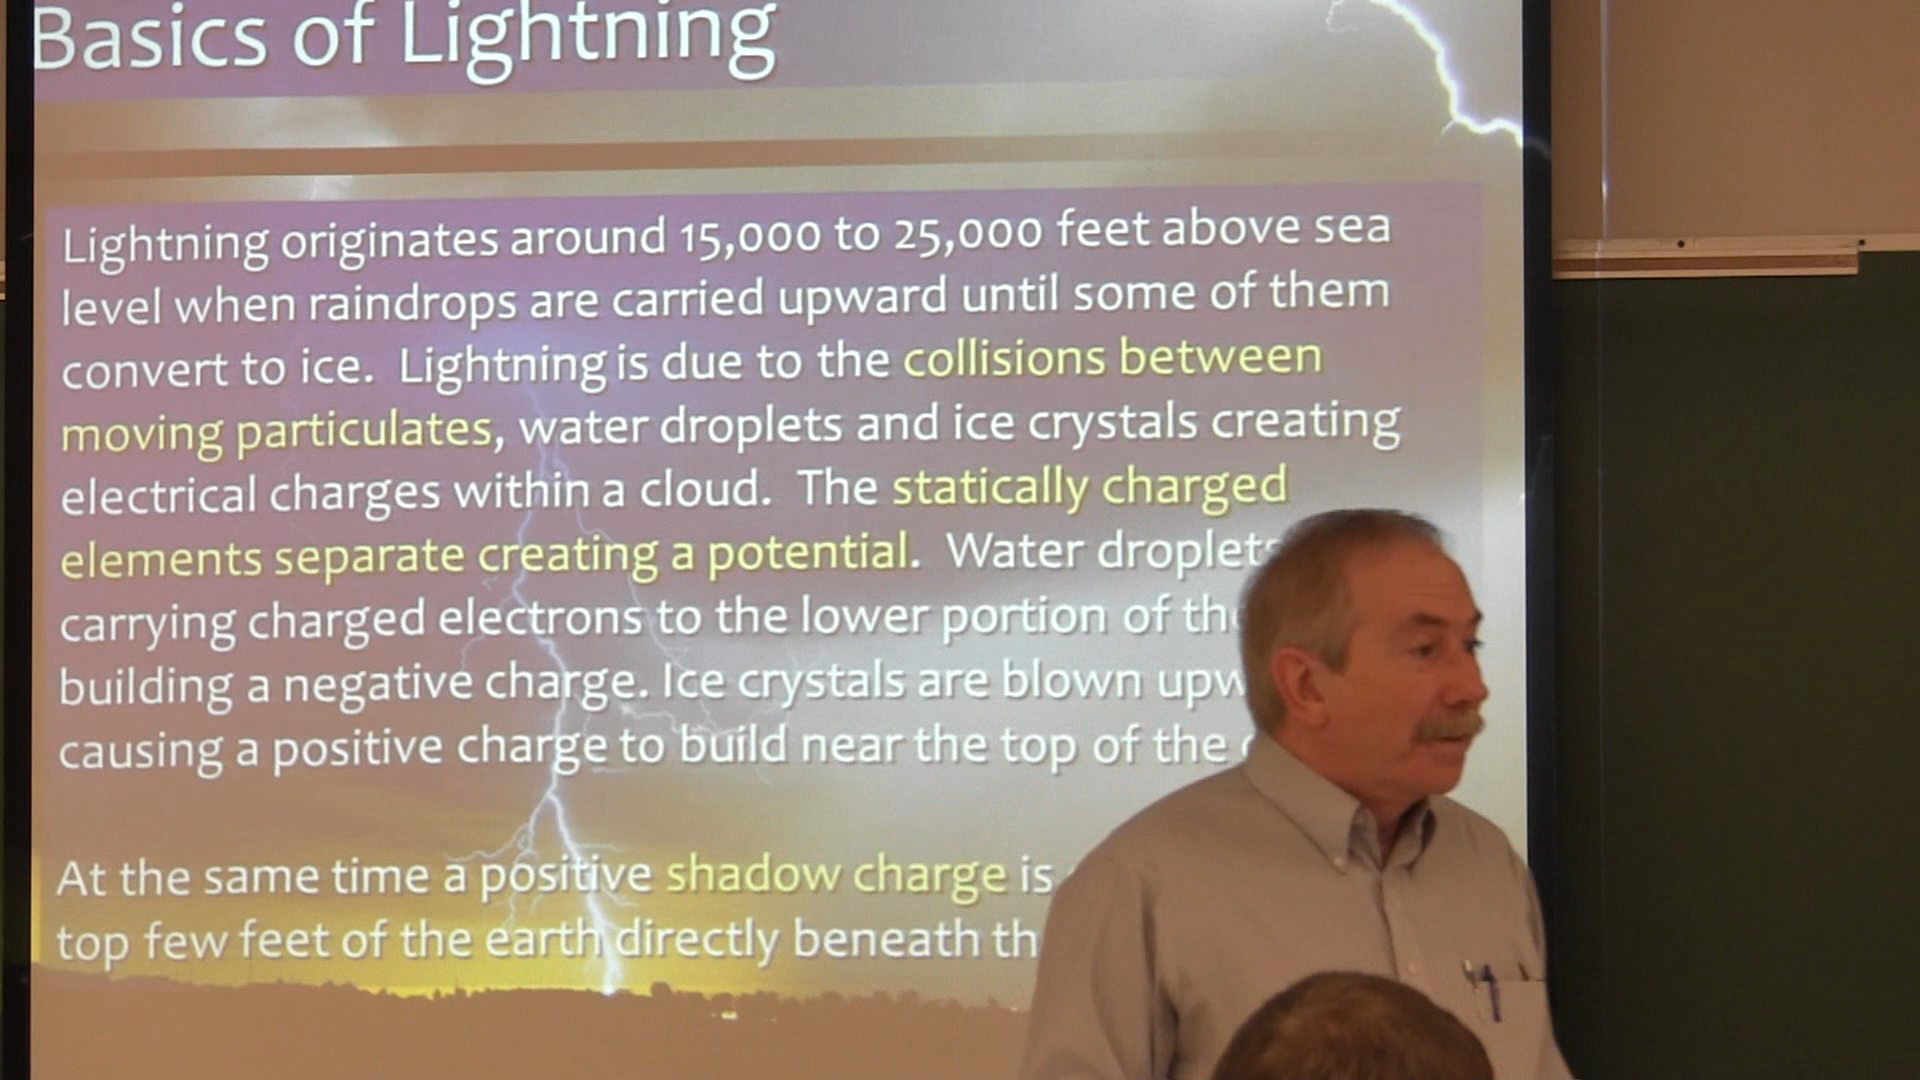 Basics of Lightning
Lightning originates around 15,000 to 25,000 feet above sea
level when raindrops are carried upward until some of them
convert to ice. Lightning is due to the collisions between
moving particulates, water droplets and ice crystals creating
electrical charges within a cloud. The statically charged
elements separate creating a potential. Water droplets
carrying charged electrons to the lower portion of the
building a negative charge. Ice crystals are blown
causing a positive charge to build near the top of the
At the same time a positive shadow charge is
top few feet of the earth directly beneath